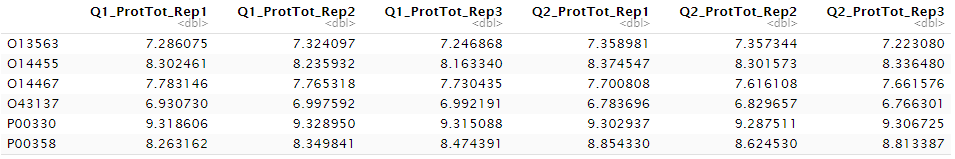 Q1_ProtTot_Rep1 Q1_ProtTot_Rep2 Q1_ProtTot_Rep3 Q2_ProtTot_Rep1 Q2_ProtTot_Rep2 Q2_ProtTot_Rep3
<dbl> <dbl> <dbl> <dbl> <dbl> <dbl>
O13563 7.286075 7.324097 7.246868 7.358981 7.357344 7.223080
O14455 8.302461 8.235932 8.163340 8.374547 8.301573 8.336480
O14467 7.783146 7.765318 7.730435 7.700808 7.616108 7.661576
O43137 6.930730 6.997592 6.992191 6.783696 6.829657 6.766301
P00330 9.318606 9.328950 9.315088 9.302937 9.287511 9.306725
P00358 8.263162 8.349841 8.474391 8.854330 8.624530 8.813387